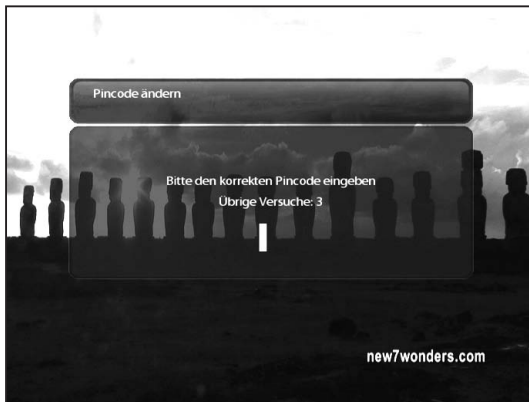 Pincode ändern
Bitte den korrekten Pincode eingeben
Übrige Versuche: 3
new7wonders.com